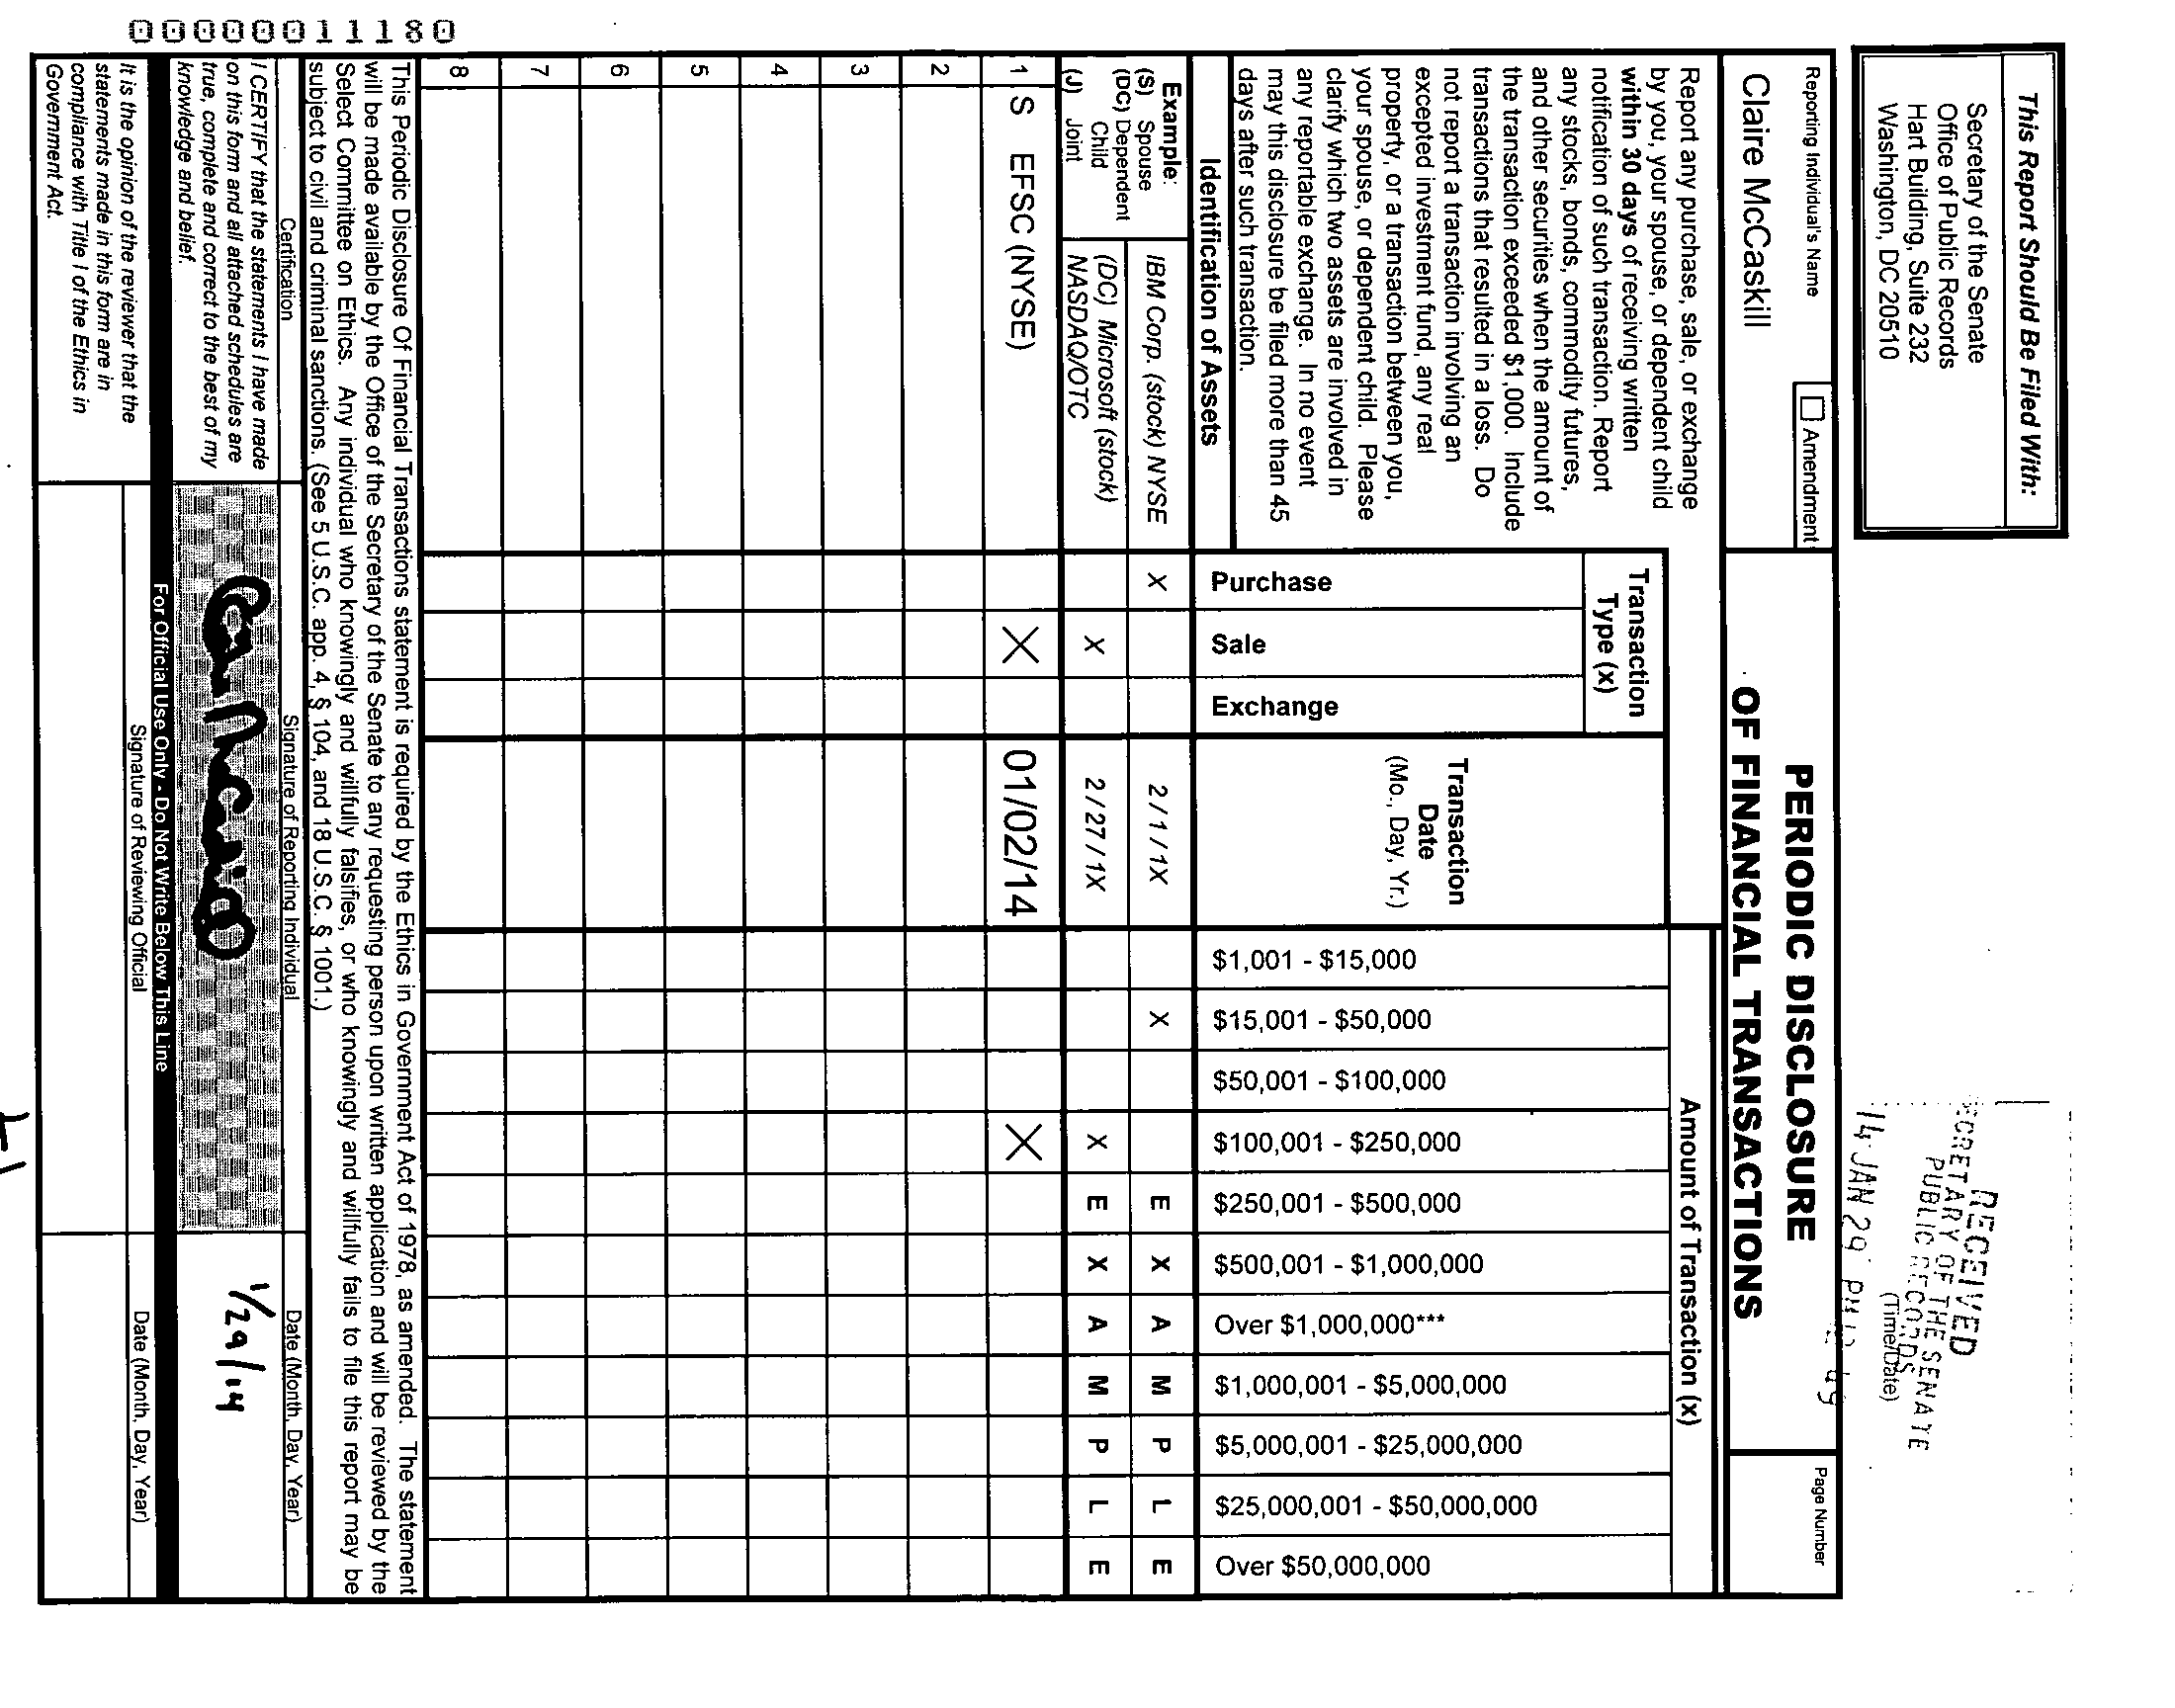 This Report Should Be Filed With:
Secretary of the Senate
Office of Public Records
Hart Building, Suite 232
Washington, DC 20510
RECEIVED
SECRETARY OF THE SENATE
PUBLIC RECORDS
(Time/Date)
14 JAN 29
Reporting Individual's Name
Claire McCaskill
☐ Amendment
PERIODIC DISCLOSURE
OF FINANCIAL TRANSACTIONS
Page Number
Report any purchase, sale, or exchange
by you, your spouse, or dependent child
within 30 days of receiving written
notification of such transaction. Report
any stocks, bonds, commodity futures,
and other securities when the amount of
the transaction exceeded $1,000. Include
transactions that resulted in a loss. Do
not report a transaction involving an
excepted investment fund, any real
property, or a transaction between you,
your spouse, or dependent child. Please
clarify which two assets are involved in
any reportable exchange. In no event
may this disclosure be filed more than 45
days after such transaction.
Identification of Assets
Transaction
Type (x)
Purchase
Sale
Exchange
Transaction
Date
(Mo., Day, Yr.)
Amount of Transaction (x)
$1,001 - $15,000
$15,001 - $50,000
$50,001 - $100,000
$100,001 - $250,000
$250,001 - $500,000
$500,001 - $1,000,000
Over $1,000,000***
$1,000,001 - $5,000,000
$5,000,001 - $25,000,000
$25,000,001 - $50,000,000
Over $50,000,000
Example:
(S) Spouse
(DC) Dependent
Child
(J) Joint
IBM Corp. (stock) NYSE X 2/1/1X X E X A M P L E
(DC) Microsoft (stock)
NASDAQ/OTC X 2/27/1X X E X A M P L E
1 S EFSC (NYSE) X 01/02/14 X
2
3
4
5
6
7
8
This Periodic Disclosure Of Financial Transactions statement is required by the Ethics in Government Act of 1978, as amended. The statement
will be made available by the Office of the Secretary of the Senate to any requesting person upon written application and will be reviewed by the
Select Committee on Ethics. Any individual who knowingly and willfully falsifies, or who knowingly and willfully fails to file this report may be
subject to civil and criminal sanctions. (See 5 U.S.C. app. 4, § 104, and 18 U.S.C. § 1001.)
Certification
Signature of Reporting Individual
Date (Month, Day, Year)
I CERTIFY that the statements I have made
on this form and all attached schedules are
true, complete and correct to the best of my
knowledge and belief.
1/29/14
For Official Use Only - Do Not Write Below This Line
It is the opinion of the reviewer that the
statements made in this form are in
compliance with Title I of the Ethics in
Government Act.
Signature of Reviewing Official
Date (Month, Day, Year)
00000001180